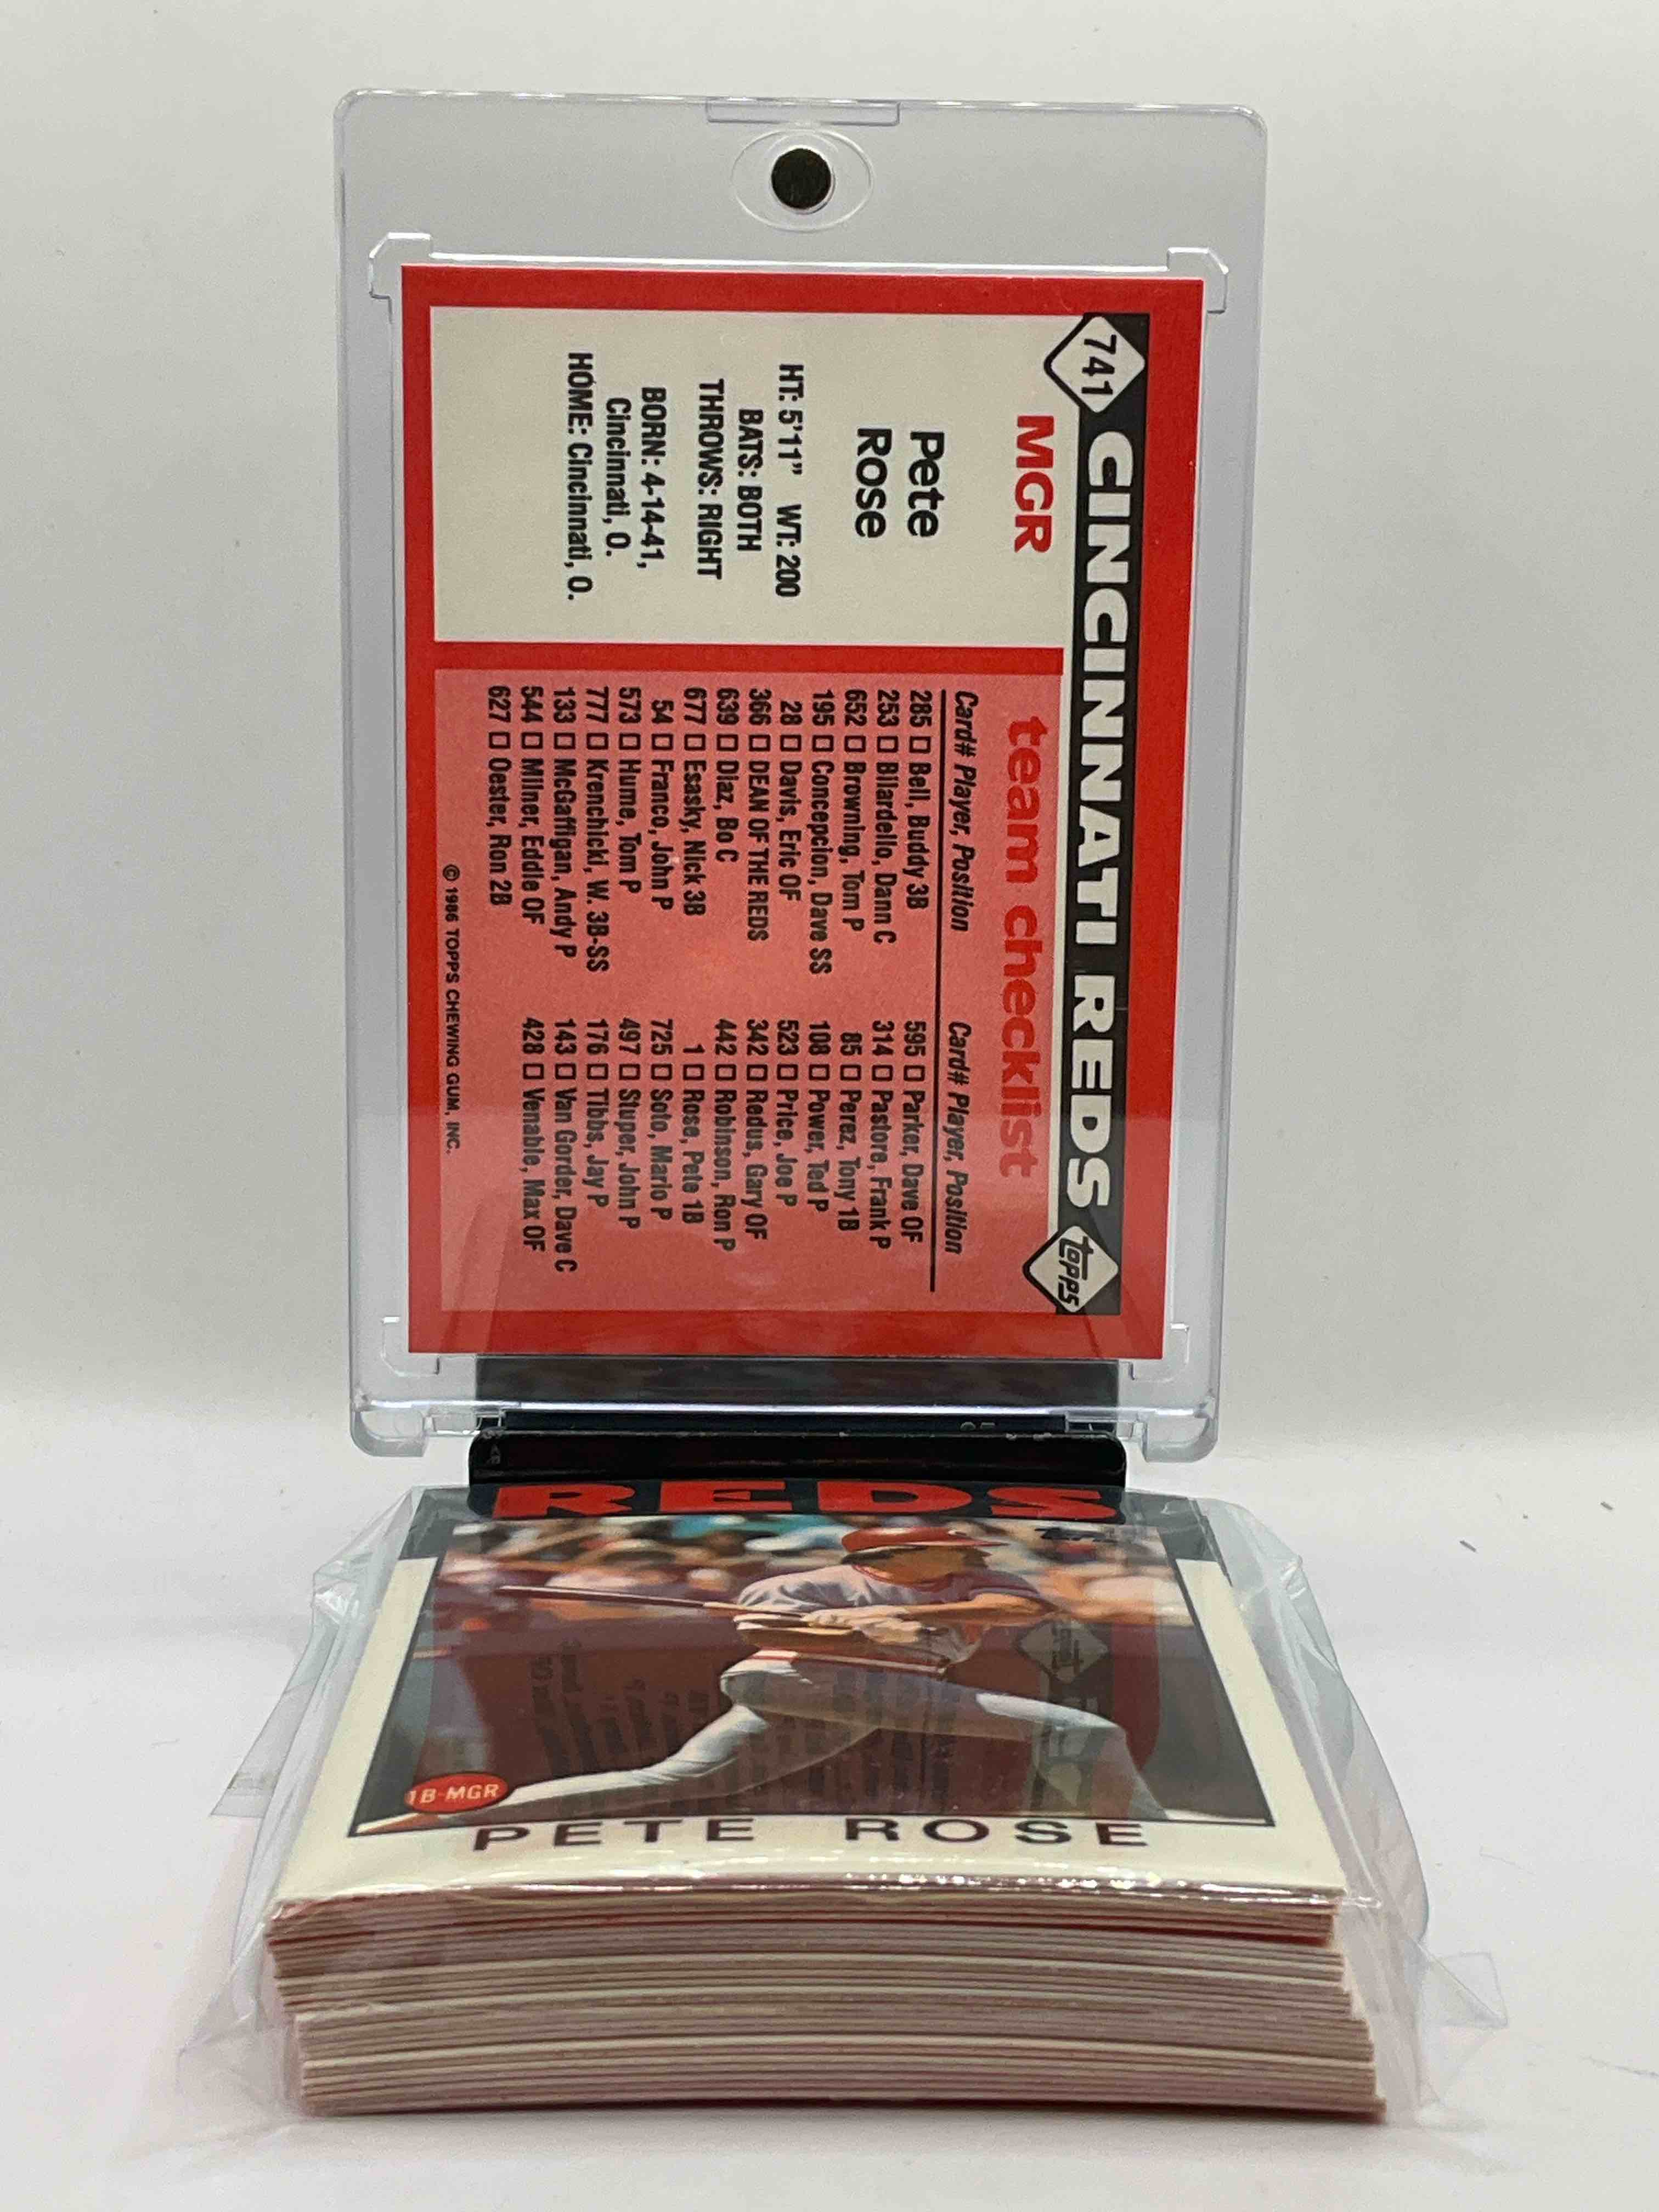 741 CINCINNATI REDS topps
MGR
Pete
Rose
HT: 5'11" WT: 200
BATS: BOTH
THROWS: RIGHT
BORN: 4-14-41,
Cincinnati, O.
HOME: Cincinnati, O.
team checklist
Card# Player, Position
285 □ Bell, Buddy 3B
253 □ Bilardello, Dann C
652 □ Browning, Tom P
195 □ Concepcion, Dave SS
28 □ Davis, Eric OF
366 □ DEAN OF THE REDS
639 □ Diaz, Bo C
677 □ Esasky, Nick 3B
54 □ Franco, John P
573 □ Hume, Tom P
777 □ Krenchicki, W. 3B-SS
133 □ McGaffigan, Andy P
544 □ Milner, Eddie OF
627 □ Oester, Ron 2B
Card# Player, Position
595 □ Parker, Dave OF
314 □ Pastore, Frank P
85 □ Perez, Tony 1B
108 □ Power, Ted P
523 □ Price, Joe P
342 □ Redus, Gary OF
442 □ Robinson, Ron P
1 □ Rose, Pete 1B
725 □ Soto, Mario P
497 □ Stuper, John P
176 □ Tibbs, Jay P
143 □ Van Gorder, Dave C
428 □ Venable, Max OF
© 1986 TOPPS CHEWING GUM, INC.
REDS
1B-MGR
PETE ROSE